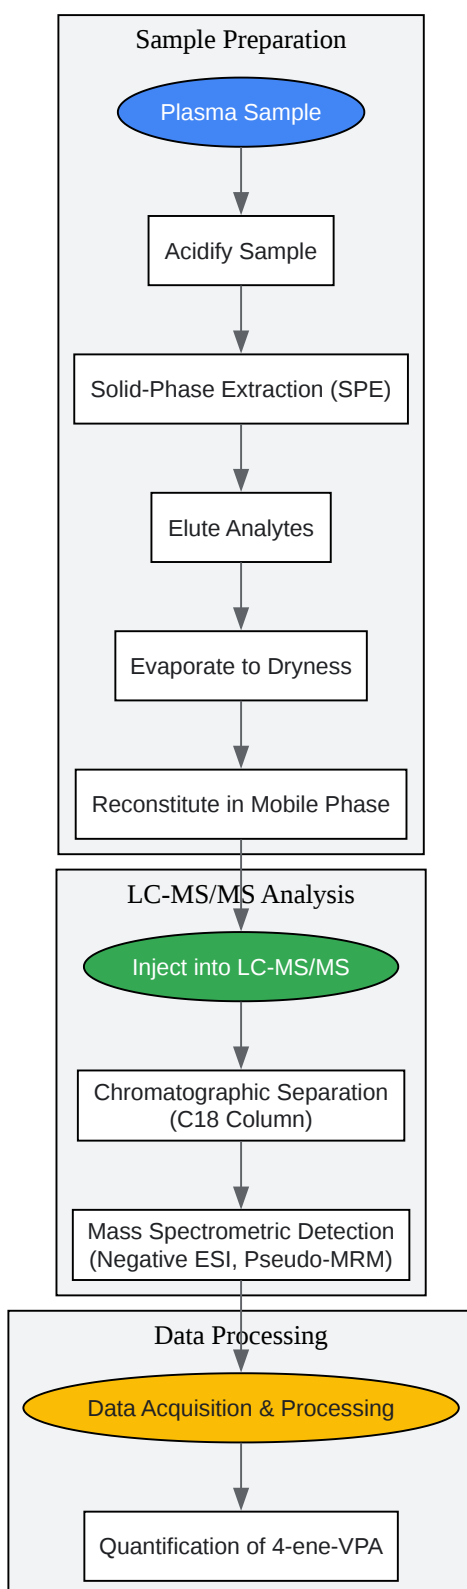 Sample Preparation
Plasma Sample
Acidify Sample
Solid-Phase Extraction (SPE)
Elute Analytes
Evaporate to Dryness
Reconstitute in Mobile Phase
LC-MS/MS Analysis
Inject into LC-MS/MS
Chromatographic Separation
(C18 Column)
Mass Spectrometric Detection
(Negative ESI, Pseudo-MRM)
Data Processing
Data Acquisition & Processing
Quantification of 4-ene-VPA